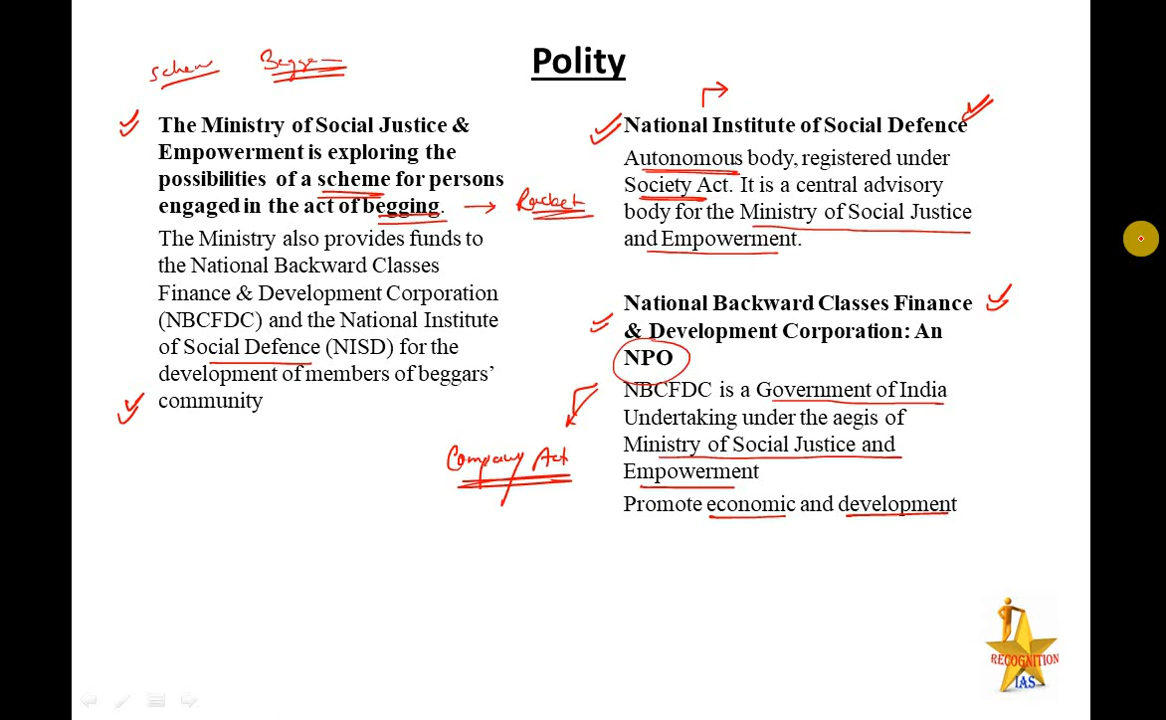 Scheme Beggar
Polity
The Ministry of Social Justice &
Empowerment is exploring the
possibilities of a scheme for persons
engaged in the act of begging.
Racket
The Ministry also provides funds to
the National Backward Classes
Finance & Development Corporation
(NBCFDC) and the National Institute
of Social Defence (NISD) for the
development of members of beggars’
community
National Institute of Social Defence
Autonomous body, registered under
Society Act. It is a central advisory
body for the Ministry of Social Justice
and Empowerment.
National Backward Classes Finance
& Development Corporation: An
NPO
NBCFDC is a Government of India
Undertaking under the aegis of
Ministry of Social Justice and
Empowerment
Company Act
Promote economic and development
RECOGNITION
IAS